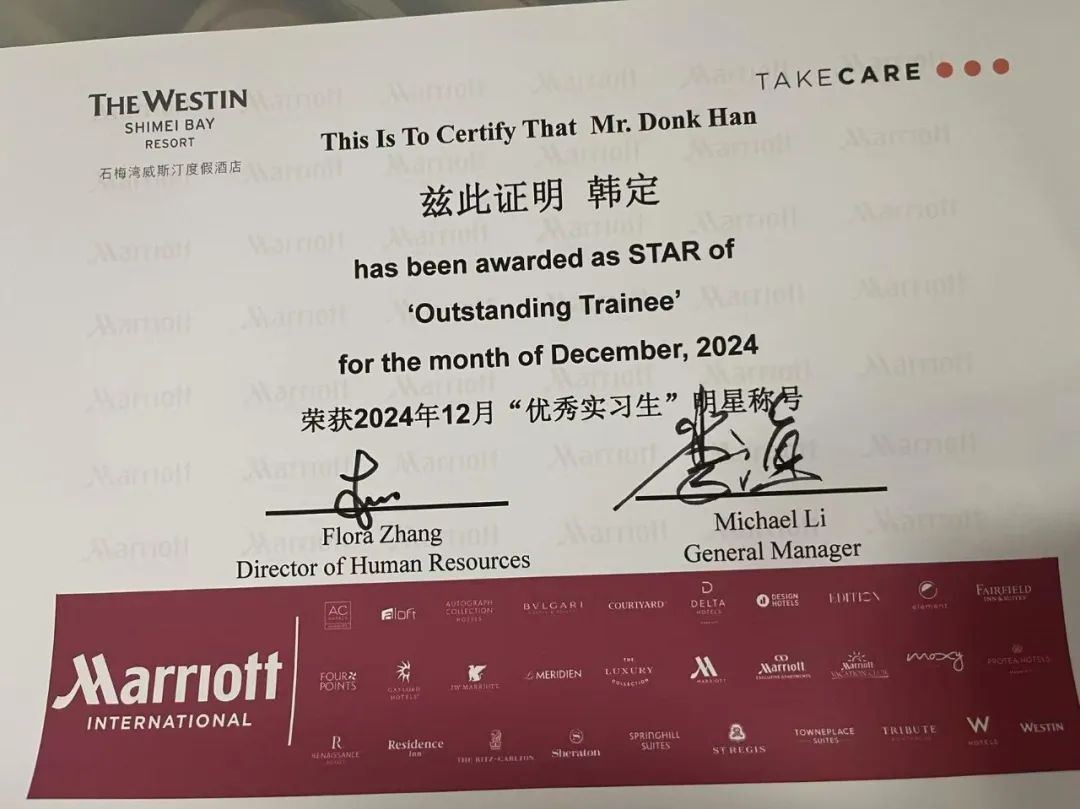 THE WESTIN
SHIMEI BAY
RESORT
石梅湾威斯汀度假酒店
TAKECARE
This Is To Certify That Mr. Donk Han
兹此证明 韩定
has been awarded as STAR of
‘Outstanding Trainee’
for the month of December, 2024
荣获2024年12月“优秀实习生”明星称号
Flora Zhang
Director of Human Resources
Michael Li
General Manager
Marriott
INTERNATIONAL
AC
HOTELS
aloft
AUTOGRAPH
COLLECTION
HOTELS
BVLGARI
COURTYARD
DELTA
HOTELS
DESIGN
HOTELS
EDITION
element
FAIRFIELD
INN & SUITES
FOUR
POINTS
GAYLORD
HOTELS
JW MARRIOTT
LE MERIDIEN
THE
LUXURY
COLLECTION
MARRIOTT
Marriott
EXECUTIVE APARTMENTS
Marriott
VACATION CLUB
moxy
PROTEA HOTELS
R
RENAISSANCE
HOTELS
Residence
Inn
THE RITZ-CARLTON
Sheraton
SPRINGHILL
SUITES
ST REGIS
TOWNEPLACE
SUITES
TRIBUTE
W
HOTELS
WESTIN